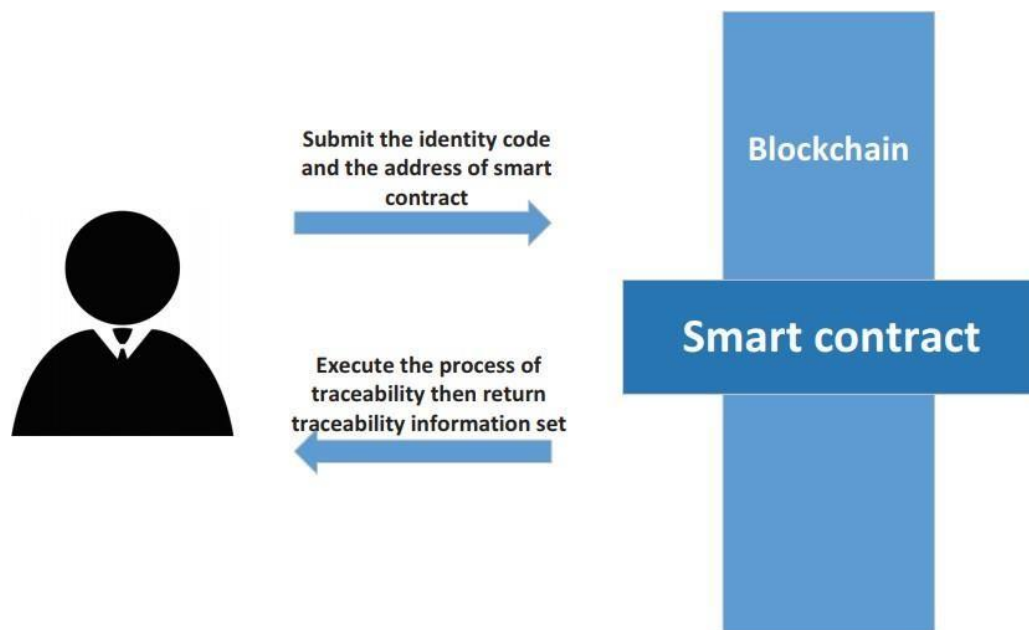 Submit the identity code
and the address of smart
contract
Blockchain
Smart contract
Execute the process of
traceability then return
traceability information set